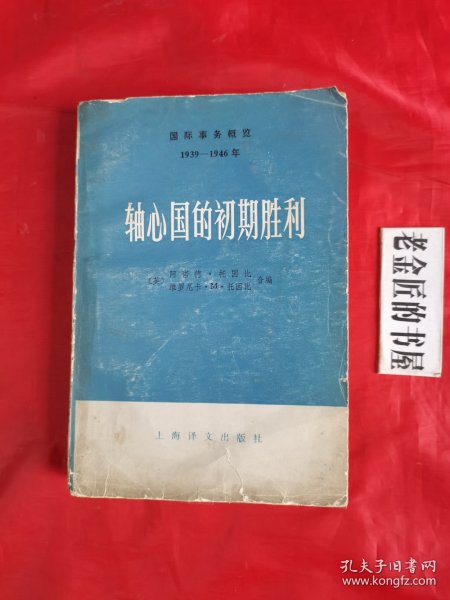 国际事务概览
1939—1946年
轴心国的初期胜利
(英) 阿诺德·托因比
维罗尼卡·M·托因比 合编
上海译文出版社
老金匠的书屋
孔夫子旧书网
www.kongfz.com